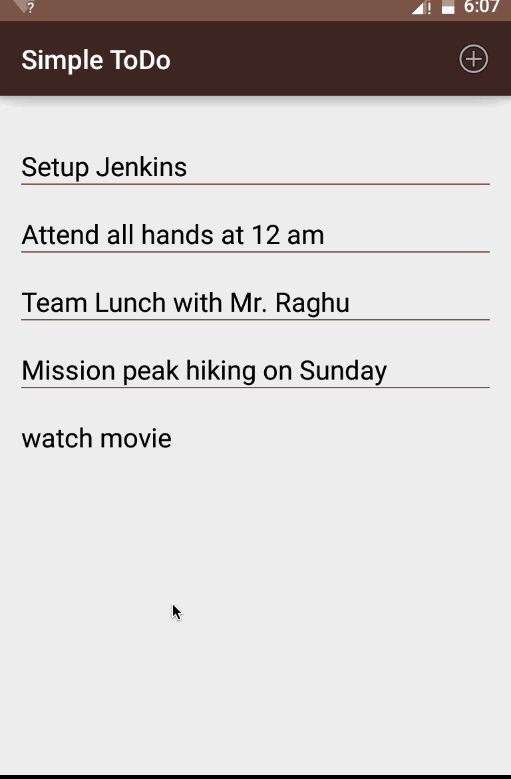 6:07
Simple ToDo
Setup Jenkins
Attend all hands at 12 am
Team Lunch with Mr. Raghu
Mission peak hiking on Sunday
watch movie